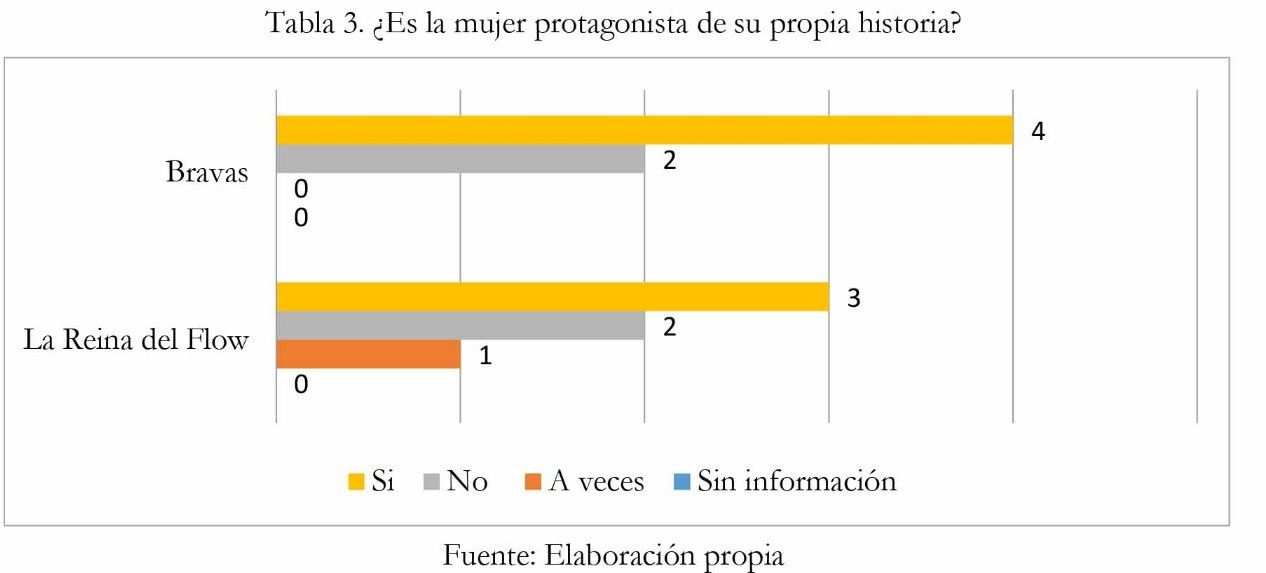 Tabla 3. ¿Es la mujer protagonista de su propia historia?
Bravas
4
2
0
0
La Reina del Flow
3
2
1
0
Si No A veces Sin información
Fuente: Elaboración propia